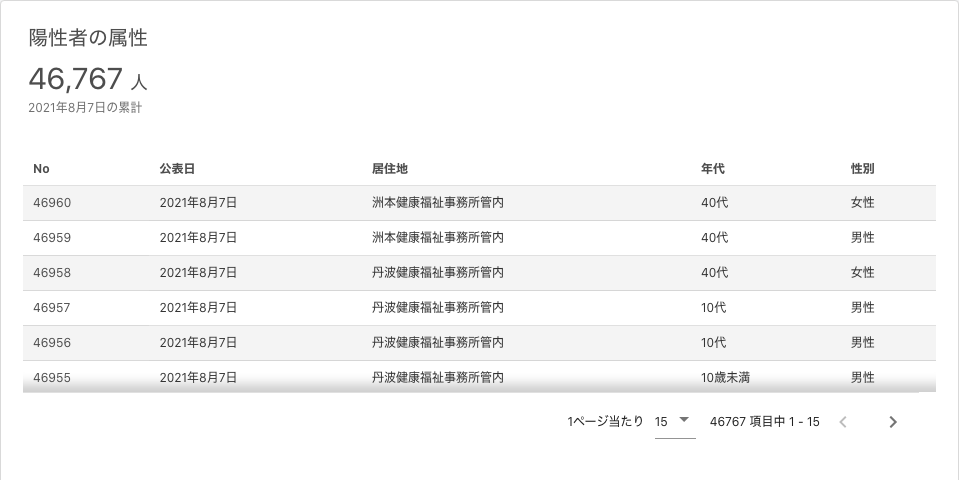 陽性者の属性
46,767 人
2021年8月7日の累計
No 公表日 居住地 年代 性別
46960 2021年8月7日 洲本健康福祉事務所管内 40代 女性
46959 2021年8月7日 洲本健康福祉事務所管内 40代 男性
46958 2021年8月7日 丹波健康福祉事務所管内 40代 女性
46957 2021年8月7日 丹波健康福祉事務所管内 10代 男性
46956 2021年8月7日 丹波健康福祉事務所管内 10代 男性
46955 2021年8月7日 丹波健康福祉事務所管内 10歳未満 男性
1ページ当たり 15 46767 項目中 1 - 15